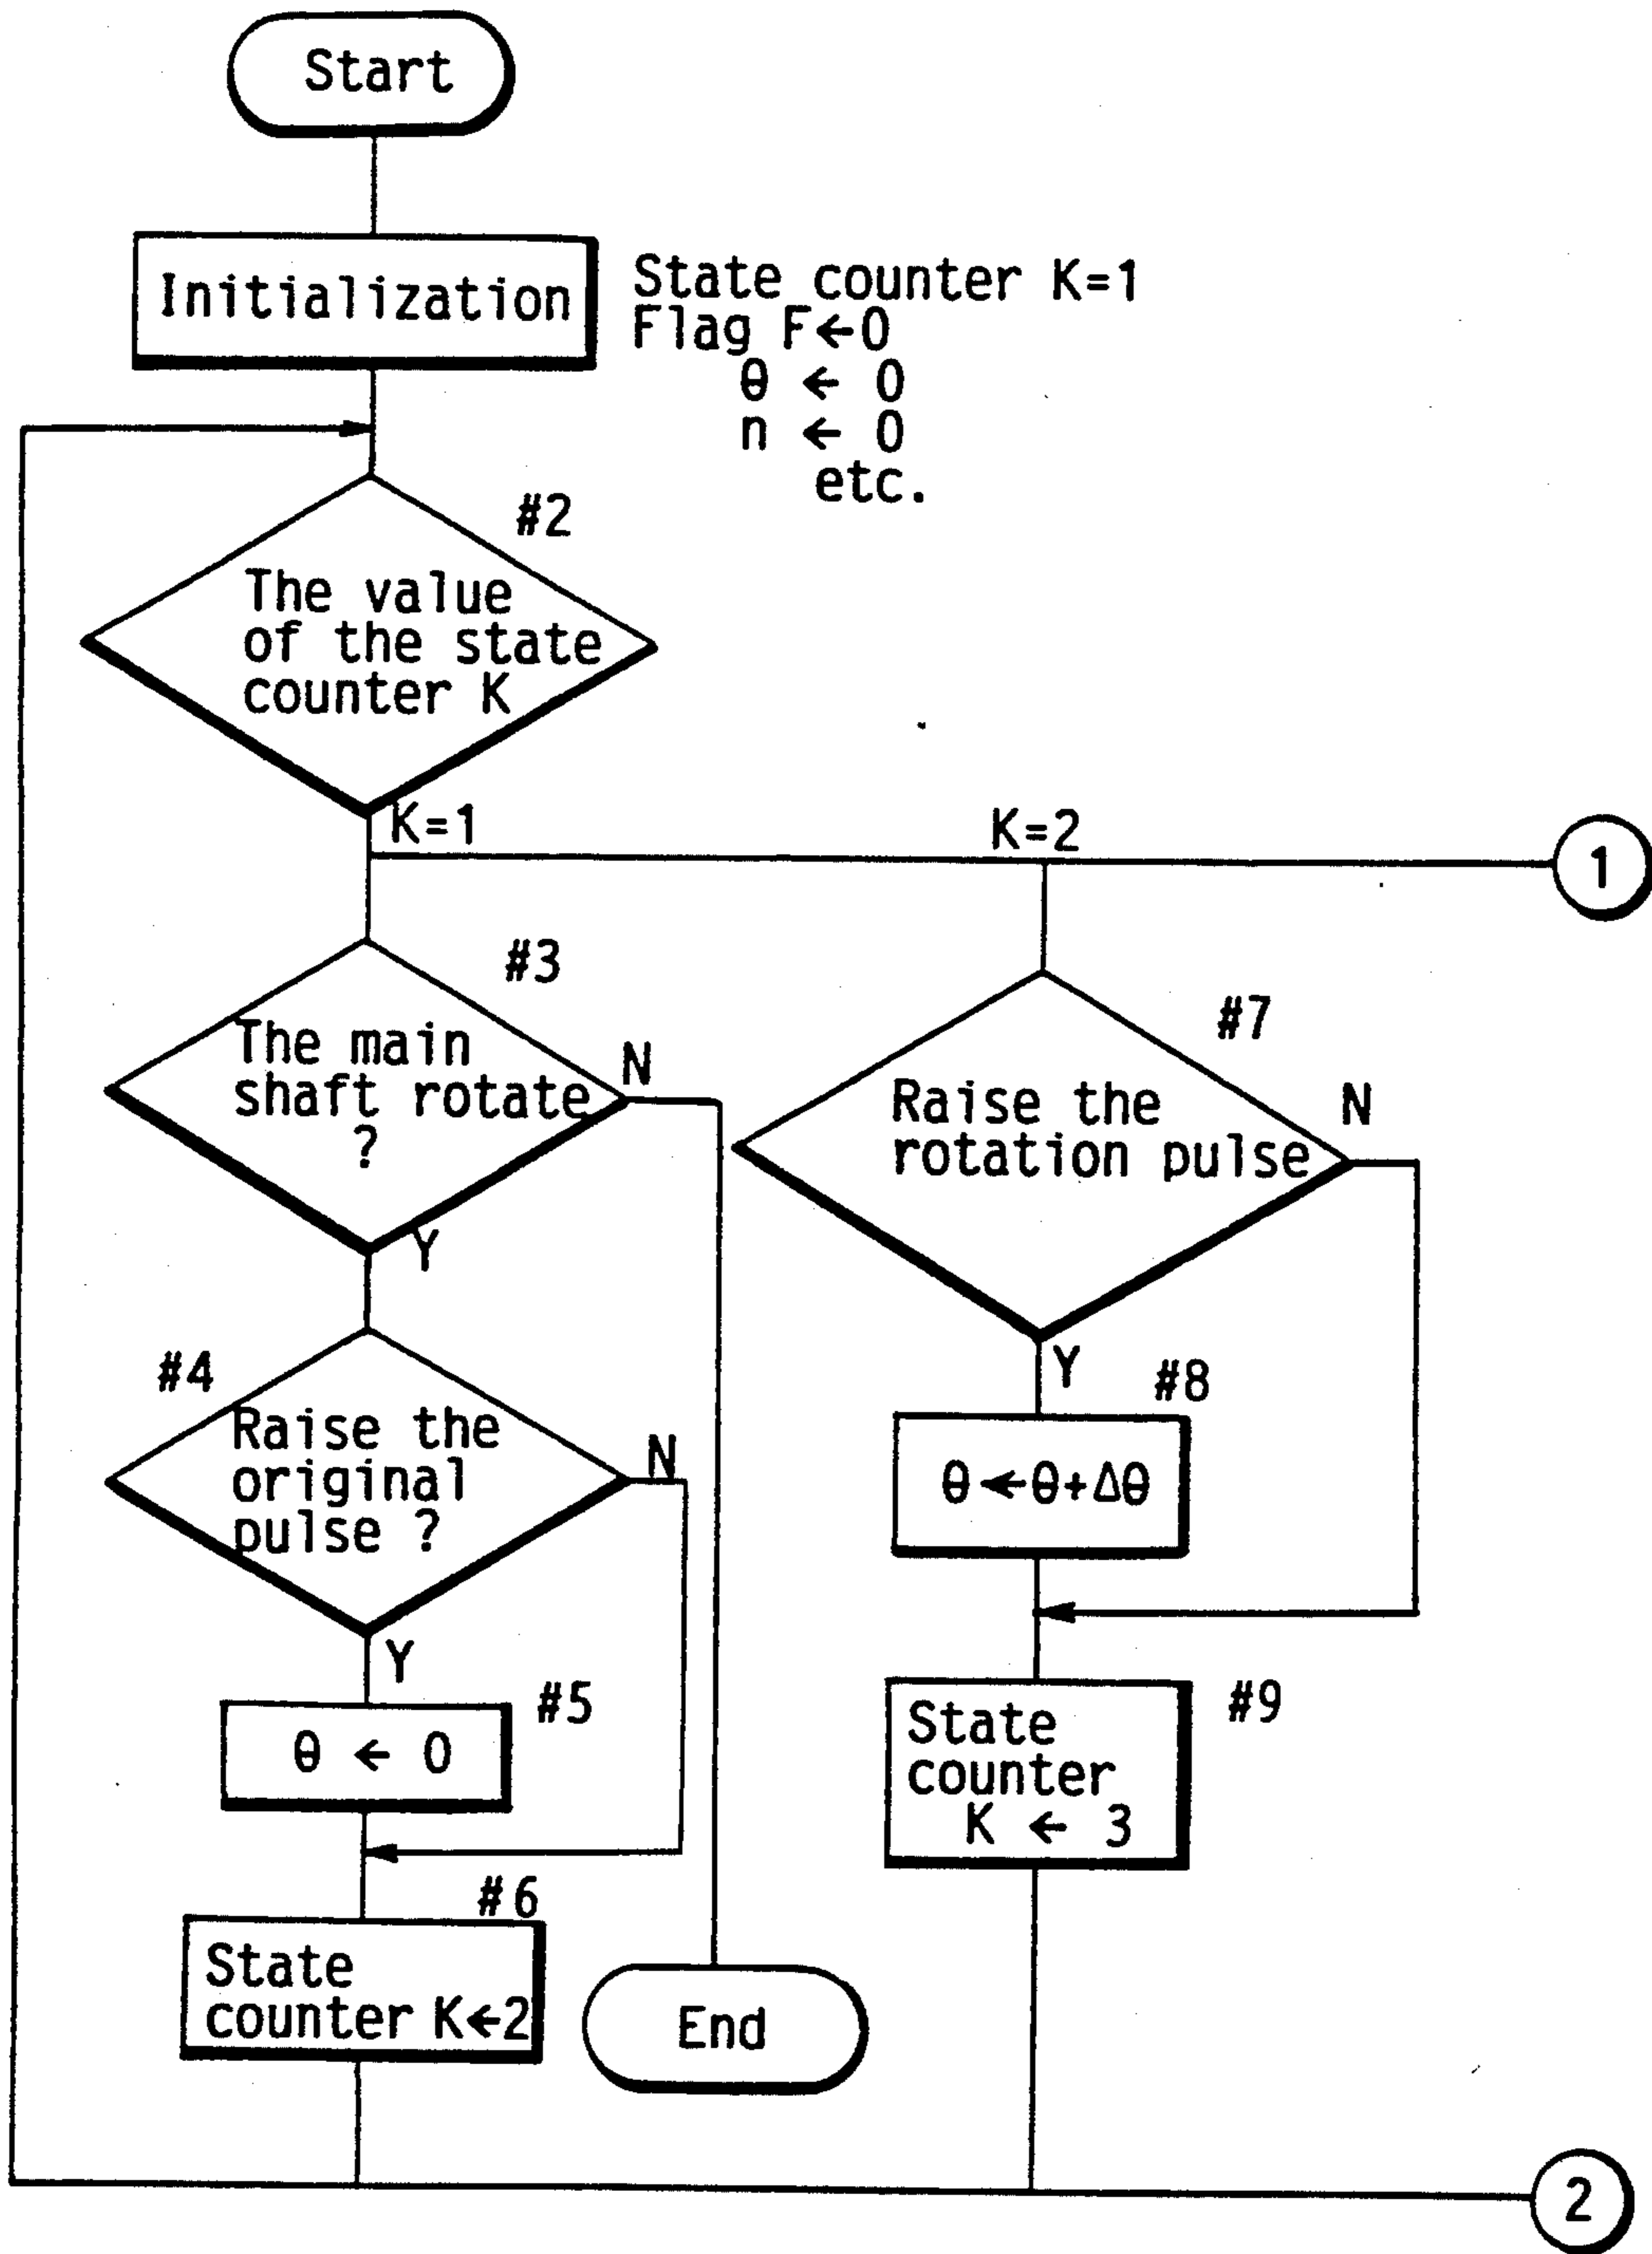 Start
Initialization
State counter K=1
Flag F←0
θ ← 0
n ← 0
etc.
#2
The value
of the state
counter K
K=1
K=2
1
#3
The main
shaft rotate
?
N
Y
#7
Raise the
rotation pulse
N
Y
#4
Raise the
original
pulse ?
N
Y
#8
θ←θ+Δθ
#5
θ ← 0
#9
State
counter
K ← 3
#6
State
counter K←2
End
2